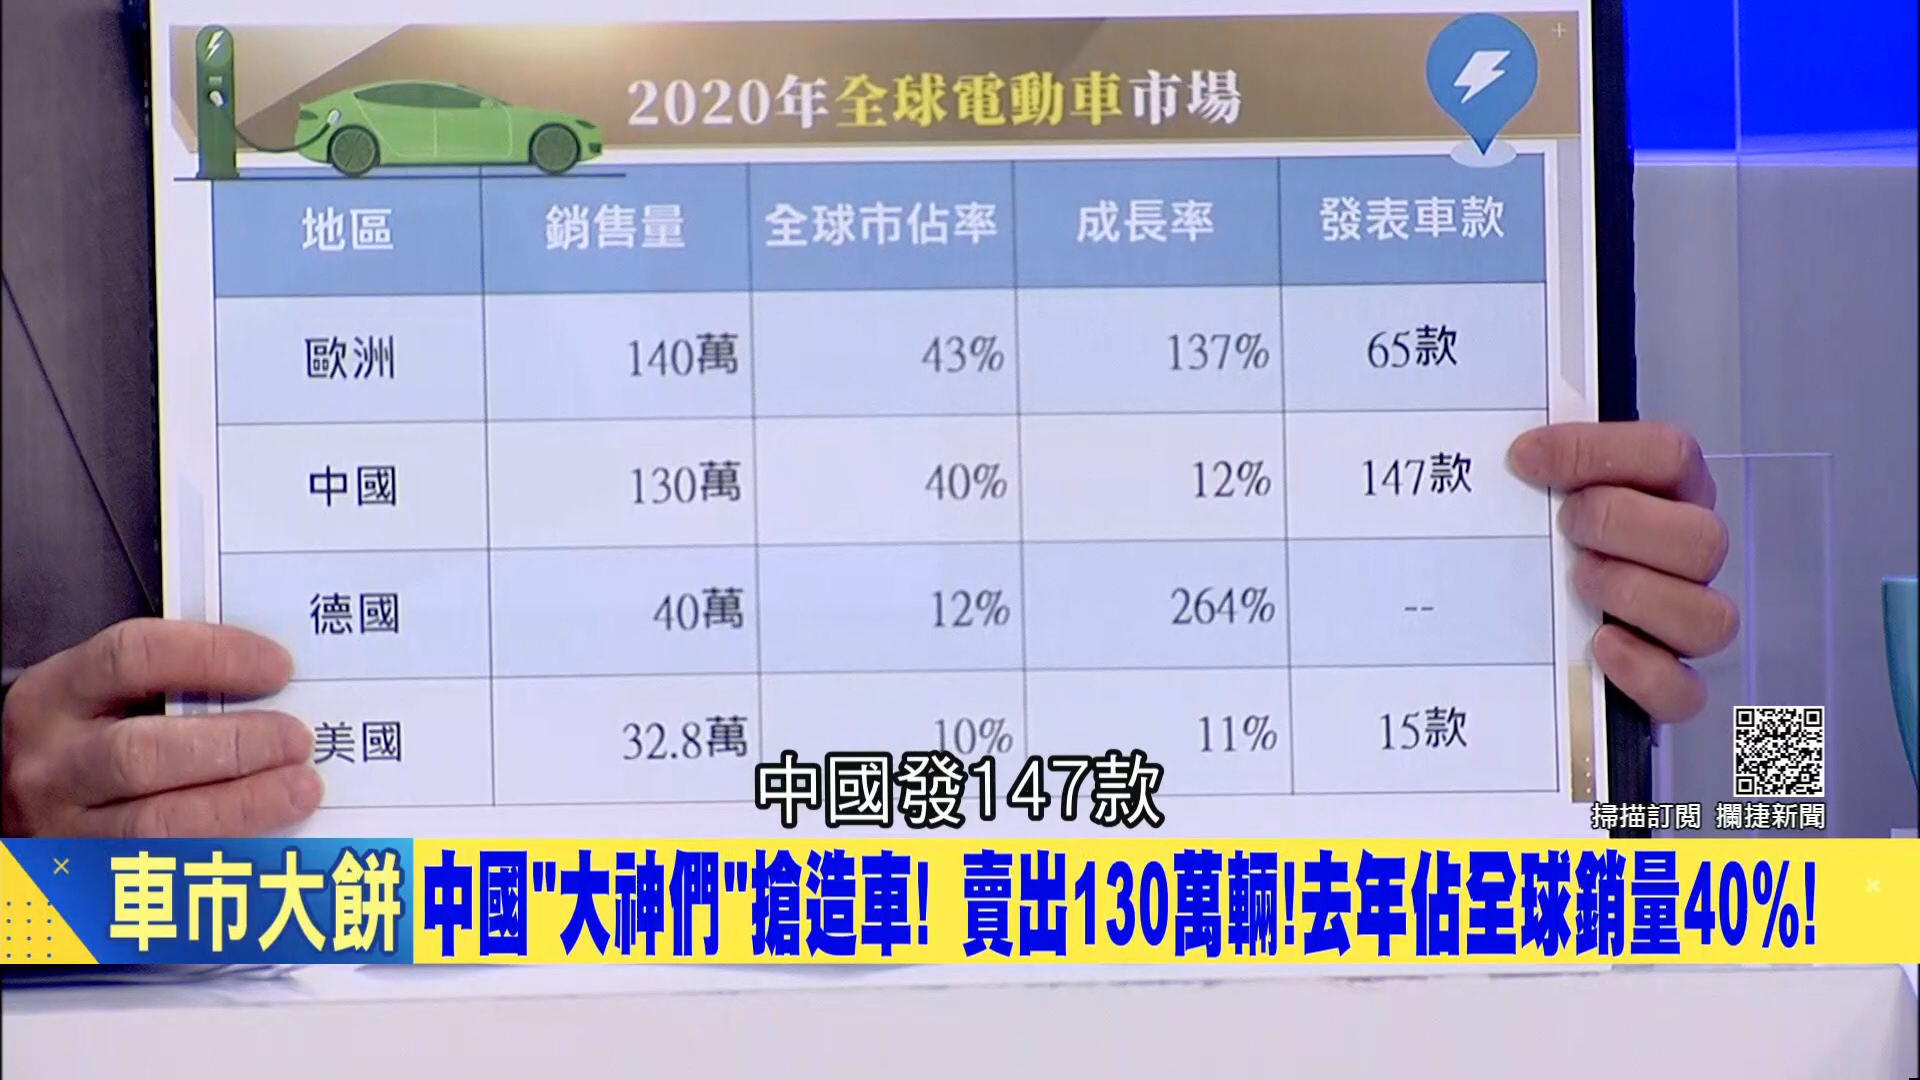 2020年全球電動車市場
地區 銷售量 全球市佔率 成長率 發表車款
歐洲 140萬 43% 137% 65款
中國 130萬 40% 12% 147款
德國 40萬 12% 264% --
美國 32.8萬 10% 11% 15款
中國發147款
掃描訂閱 攔捷新聞
車市大餅
中國"大神們"搶造車! 賣出130萬輛!去年佔全球銷量40%!